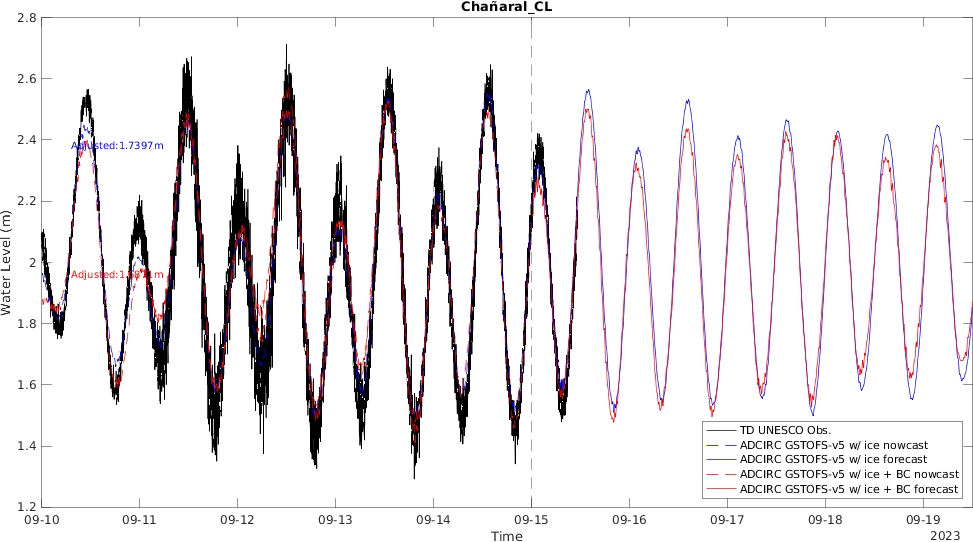 Chañaral_CL
2.8
2.6
2.4
2.2
2
1.8
1.6
1.4
1.2
Water Level (m)
Adjusted:1.7397m
09-10
09-11
09-12
09-13
09-14
09-15
09-16
09-17
09-18
09-19
Time
2023
TD UNESCO Obs.
ADCIRC GSTOFS-v5 w/ ice nowcast
ADCIRC GSTOFS-v5 w/ ice forecast
ADCIRC GSTOFS-v5 w/ ice + BC nowcast
ADCIRC GSTOFS-v5 w/ ice + BC forecast